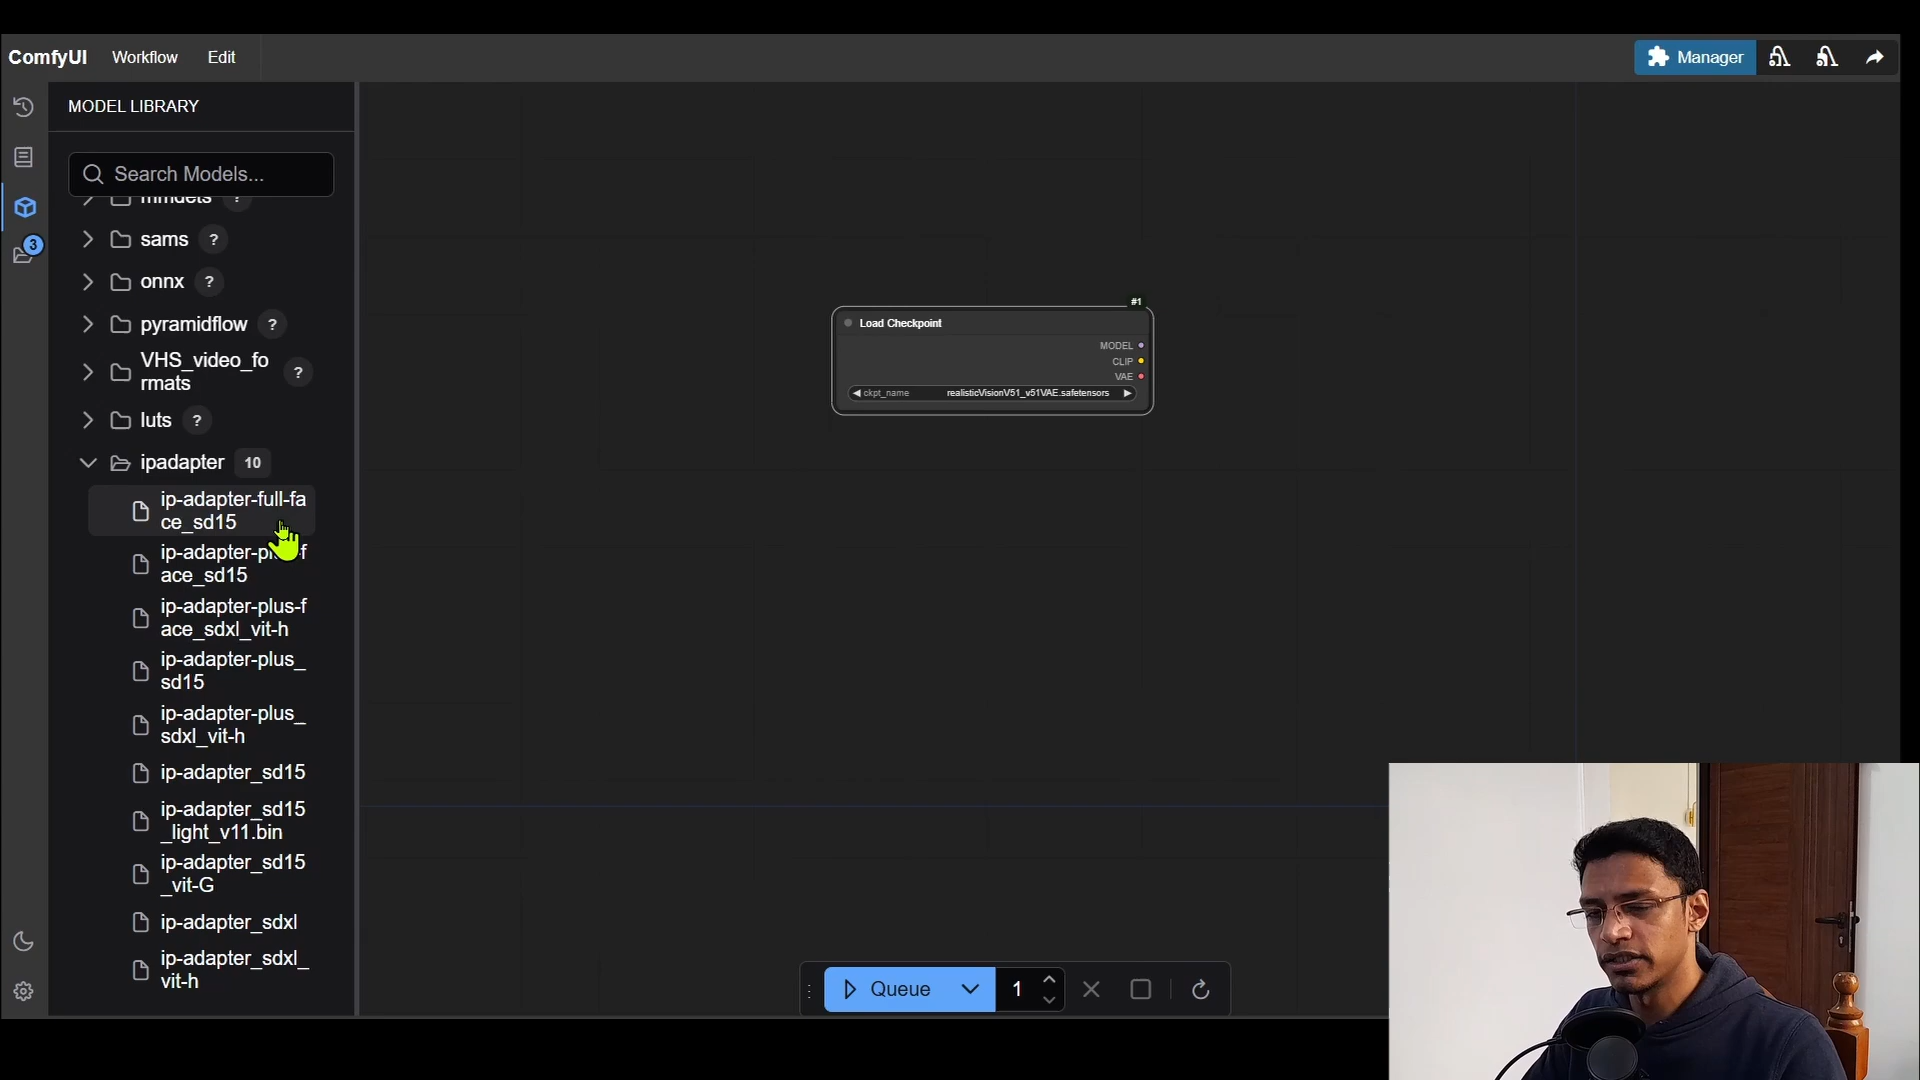 ComfyUI Workflow Edit
Manager
MODEL LIBRARY
Search Models...
mmdets ?
3
sams ?
onnx ?
pyramidflow ?
VHS_video_fo
rmats ?
luts ?
ipadapter 10
ip-adapter-full-fa
ce_sd15
ace_sd15
ip-adapter-plus-f
ace_sdxl_vit-h
ip-adapter-plus_
sd15
ip-adapter-plus_
sdxl_vit-h
ip-adapter_sd15
ip-adapter_sd15
_light_v11.bin
ip-adapter_sd15
_vit-G
ip-adapter_sdxl
ip-adapter_sdxl_
vit-h
#1
Load Checkpoint
MODEL
CLIP
VAE
ckpt_name realisticVisionV51_v51VAE.safetensors
Queue 1